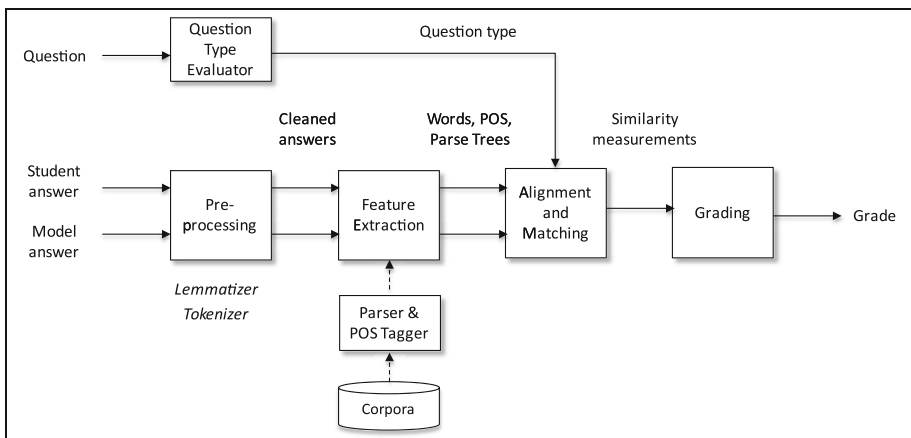 Question
Question
Type
Evaluator
Question type
Cleaned
answers
Words, POS,
Parse Trees
Similarity
measurements
Student
answer
Model
answer
Pre-
processing
Feature
Extraction
Alignment
and
Matching
Grading
Grade
Lemmatizer
Tokenizer
Parser &
POS Tagger
Corpora